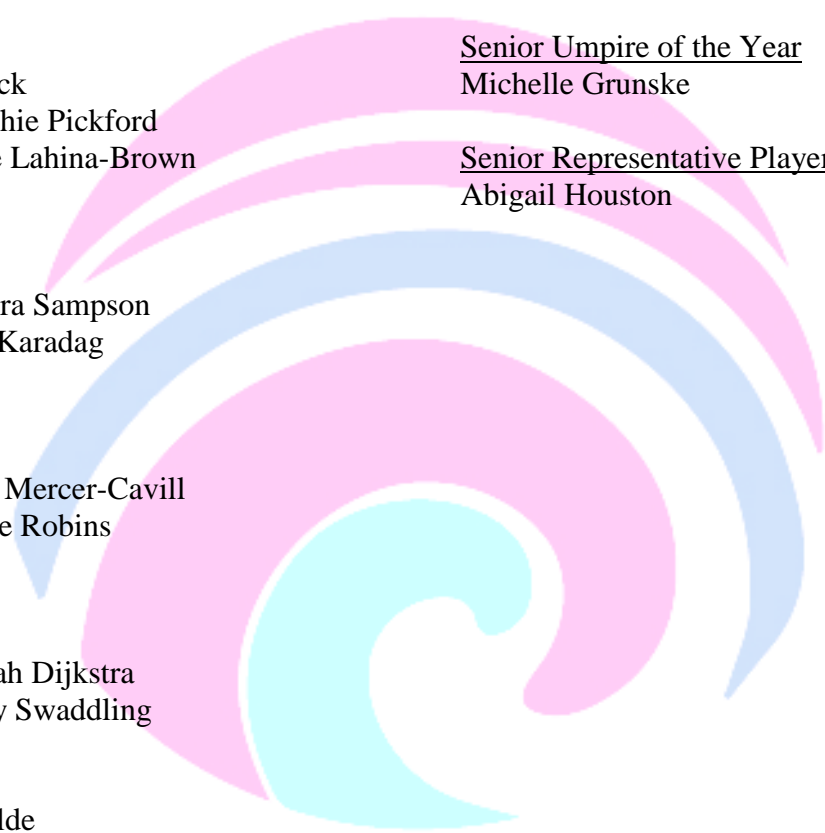 ck
hie Pickford
e Lahina-Brown
ra Sampson
Karadag
Mercer-Cavill
e Robins
ah Dijkstra
y Swaddling
lde
Senior Umpire of the Year
Michelle Grunske
Senior Representative Player
Abigail Houston